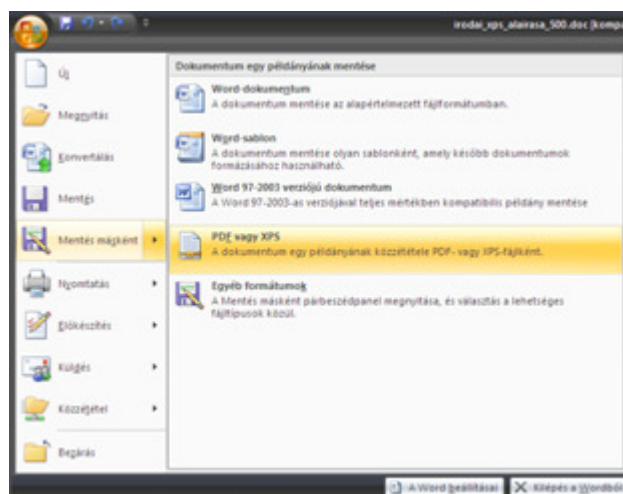 irodai_xps_alairasa_500.doc [kompa
Új
Megnyitás
Konvertálás
Mentés
Mentés másként
Nyomtatás
Előkészítés
Küldés
Közzététel
Bezárás
Dokumentum egy példányának mentése
Word-dokumentum
A dokumentum mentése az alapértelmezett fájlformátumban.
Word-sablon
A dokumentum mentése olyan sablonként, amely később dokumentumok
formázásához használható.
Word 97-2003 verziójú dokumentum
A Word 97-2003-as verziójával teljes mértékben kompatibilis példány mentése
PDF vagy XPS
A dokumentum egy példányának közzététele PDF- vagy XPS-fájlként.
Egyéb formátumok
A Mentés másként párbeszédpanel megnyitása, és választás a lehetséges
fájltípusok közül.
A Word beállításai
Kilépés a Wordből